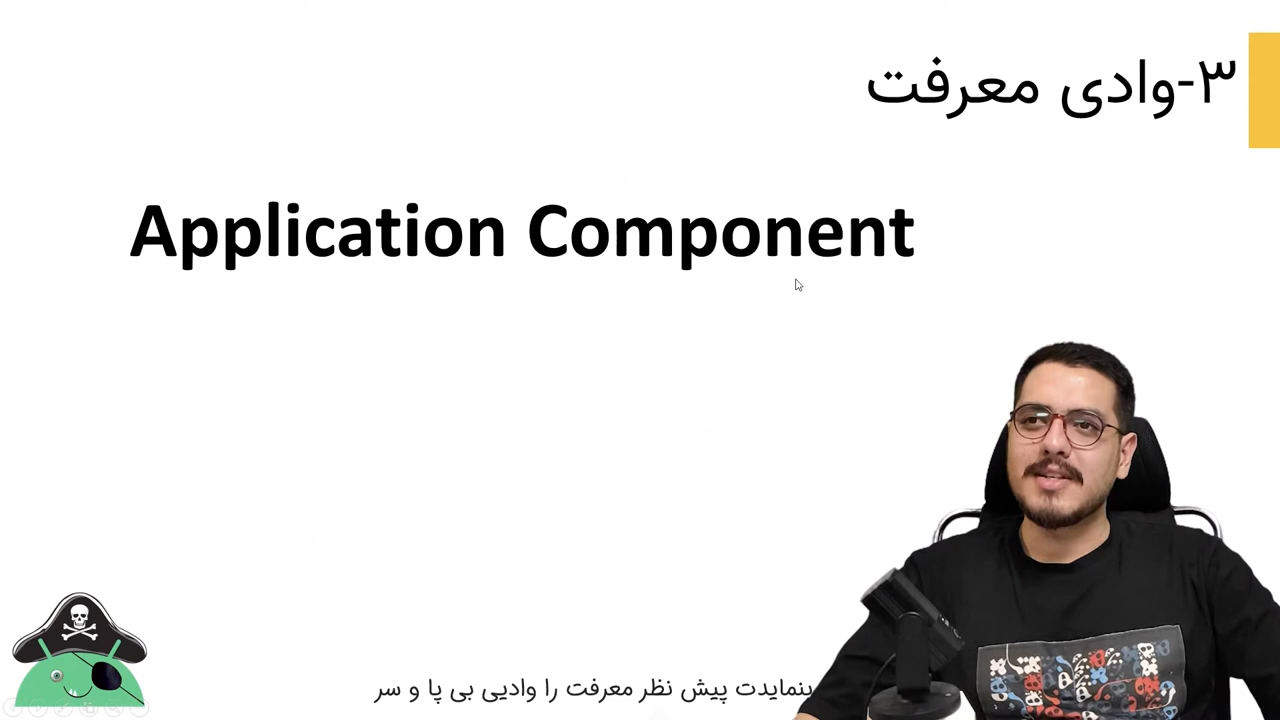 ۳-وادی معرفت
Application Component
بنمایدت پیش نظر معرفت را وادیی بی پا و سر